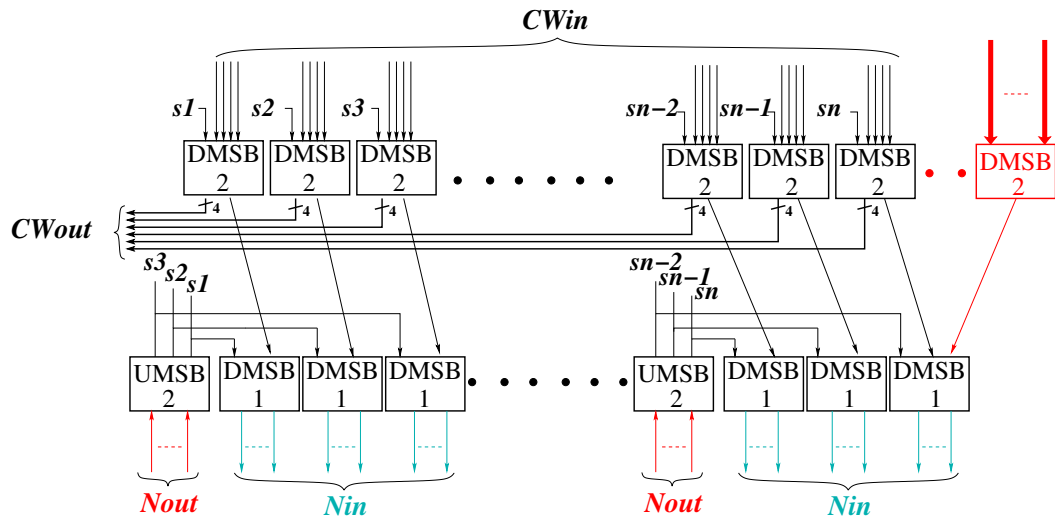 CWin
s1 s2 s3 sn-2 sn-1 sn
DMSB 2 DMSB 2 DMSB 2 DMSB 2 DMSB 2 DMSB 2 DMSB 2
4 4 4 4 4 4
CWout
s3 s2 s1 sn-2 sn-1 sn
UMSB 2 DMSB 1 DMSB 1 DMSB 1 UMSB 2 DMSB 1 DMSB 1 DMSB 1
Nout Nin Nout Nin